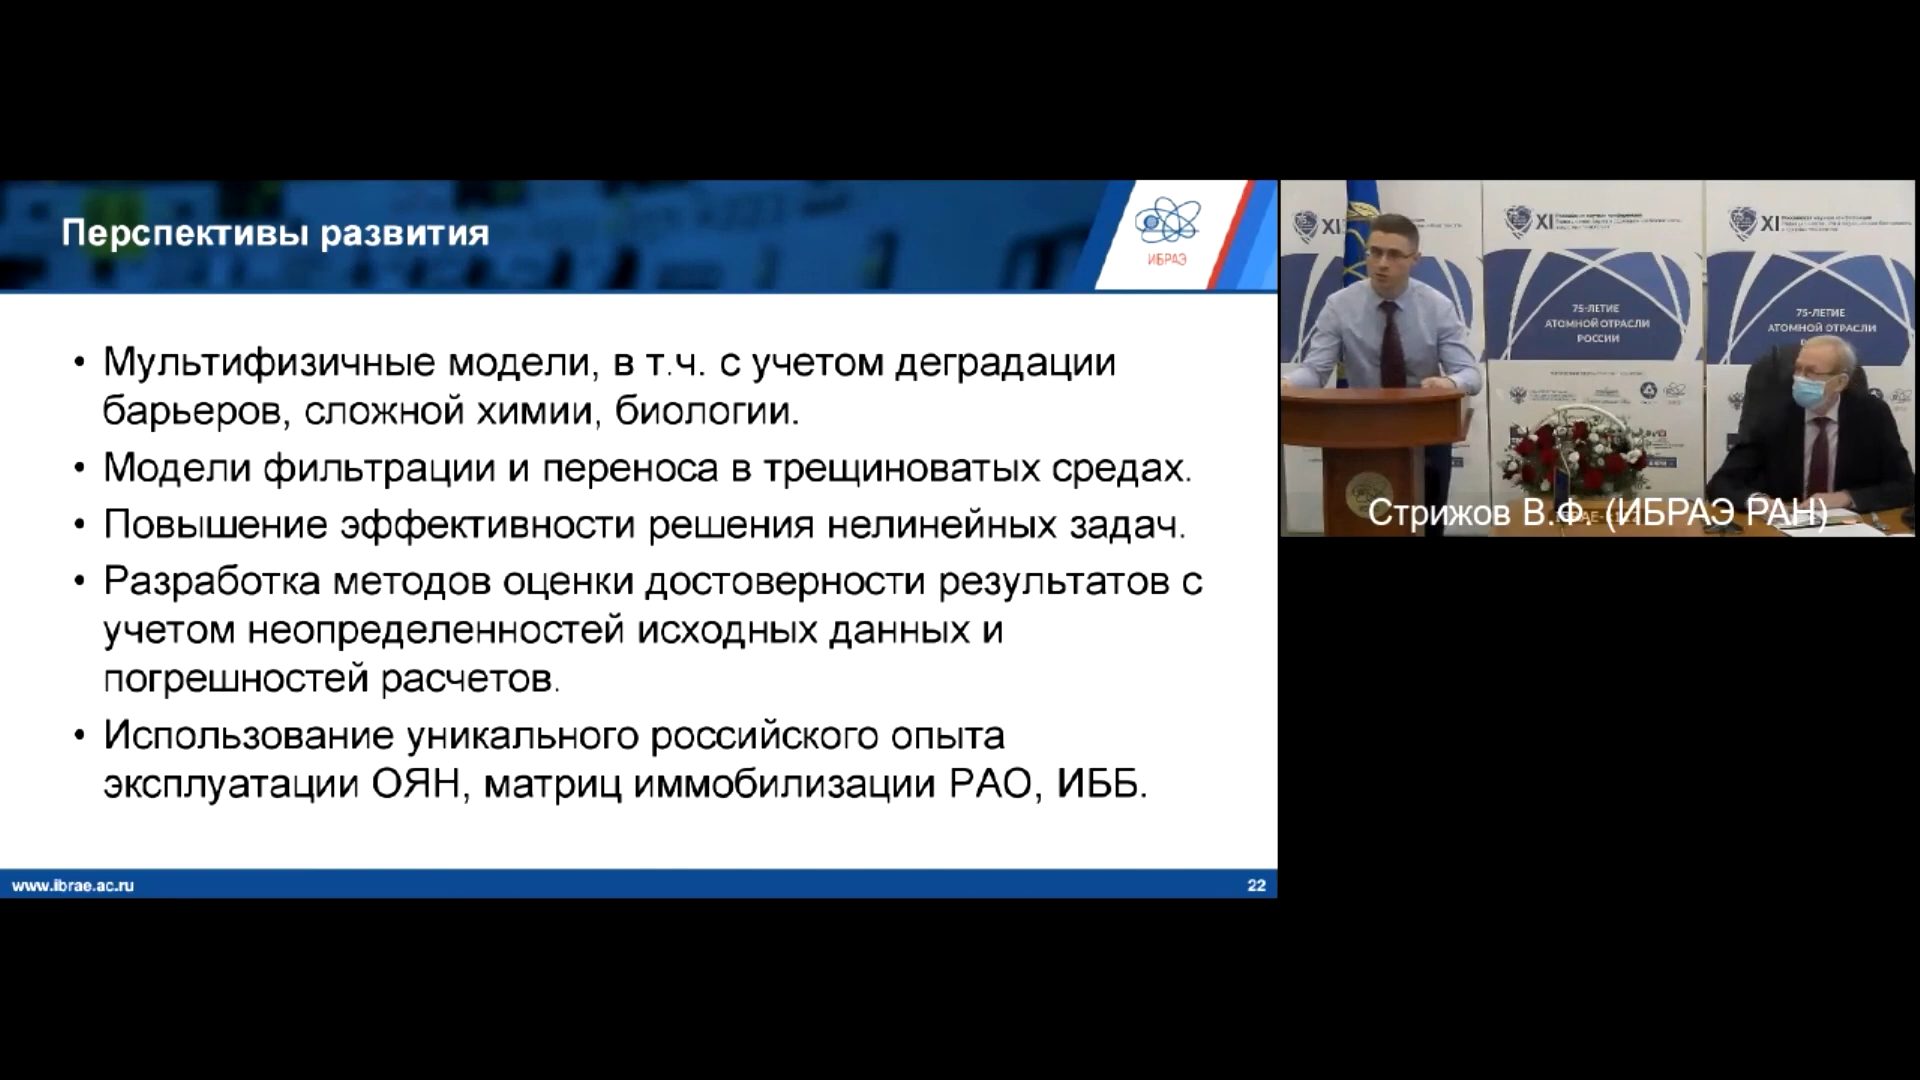 Перспективы развития
ИБРАЭ
• Мультифизичные модели, в т.ч. с учетом деградации
барьеров, сложной химии, биологии.
• Модели фильтрации и переноса в трещиноватых средах.
• Повышение эффективности решения нелинейных задач.
• Разработка методов оценки достоверности результатов с
учетом неопределенностей исходных данных и
погрешностей расчетов.
• Использование уникального российского опыта
эксплуатации ОЯН, матриц иммобилизации РАО, ИББ.
www.ibrae.ac.ru
22
XI
XI
XI
75-ЛЕТИЕ
АТОМНОЙ ОТРАСЛИ
РОССИИ
75-ЛЕТИЕ
АТОМНОЙ ОТРАСЛИ
Стрижов В.Ф. (ИБРАЭ РАН)